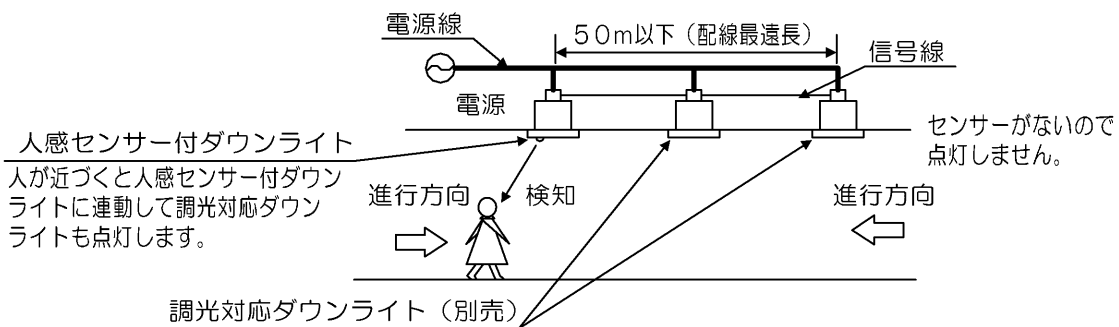 電源線
50m以下(配線最遠長)
信号線
電源
人感センサー付ダウンライト
人が近づくと人感センサー付ダウン
ライトに連動して調光対応ダウン
ライトも点灯します。
センサーがないので
点灯しません。
進行方向
検知
進行方向
調光対応ダウンライト(別売)